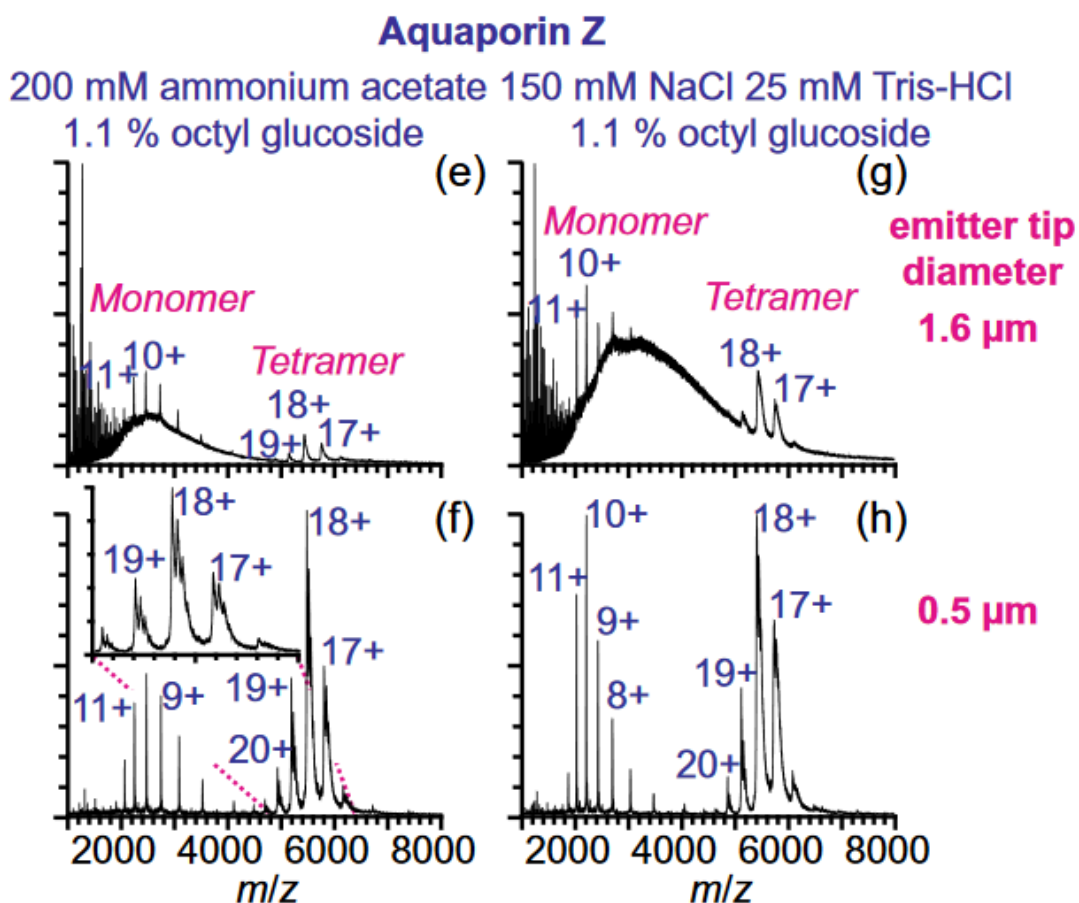 Aquaporin Z
200 mM ammonium acetate 150 mM NaCl 25 mM Tris-HCl
1.1 % octyl glucoside 1.1 % octyl glucoside
(e)
Monomer
11+ 10+
Tetramer
18+
19+ 17+
(g)
Monomer
10+
11+
Tetramer
18+
17+
emitter tip
diameter
1.6 µm
(f)
18+
19+
17+
18+
17+
19+
20+
11+ 9+
(h)
10+
11+
9+
8+
18+
17+
19+
20+
0.5 µm
2000 4000 6000 8000
m/z
2000 4000 6000 8000
m/z